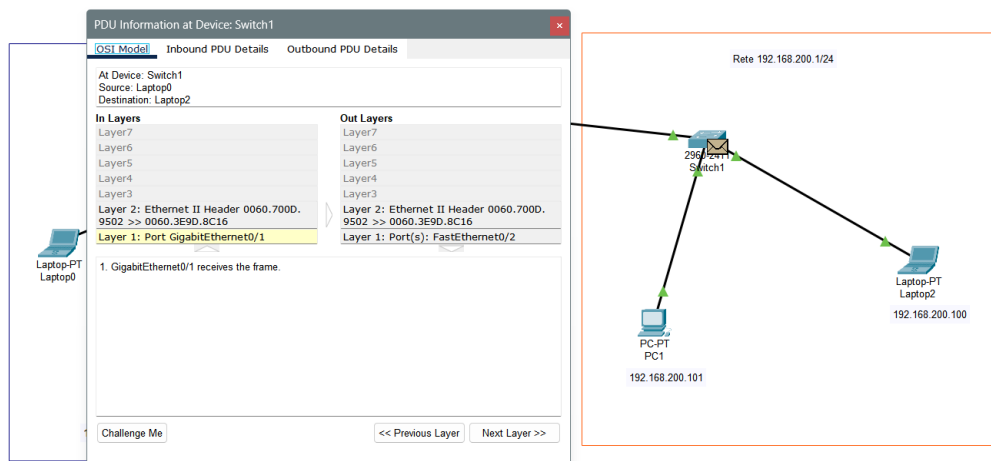 PDU Information at Device: Switch1
×
OSI Model Inbound PDU Details Outbound PDU Details
At Device: Switch1
Source: Laptop0
Destination: Laptop2
In Layers
Layer7
Layer6
Layer5
Layer4
Layer3
Layer 2: Ethernet II Header 0060.700D.
9502 >> 0060.3E9D.8C16
Layer 1: Port GigabitEthernet0/1
Out Layers
Layer7
Layer6
Layer5
Layer4
Layer3
Layer 2: Ethernet II Header 0060.700D.
9502 >> 0060.3E9D.8C16
Layer 1: Port(s): FastEthernet0/2
1. GigabitEthernet0/1 receives the frame.
Challenge Me
<< Previous Layer
Next Layer >>
Laptop-PT
Laptop0
Rete 192.168.200.1/24
Switch1
Laptop-PT
Laptop2
192.168.200.100
PC-PT
PC1
192.168.200.101